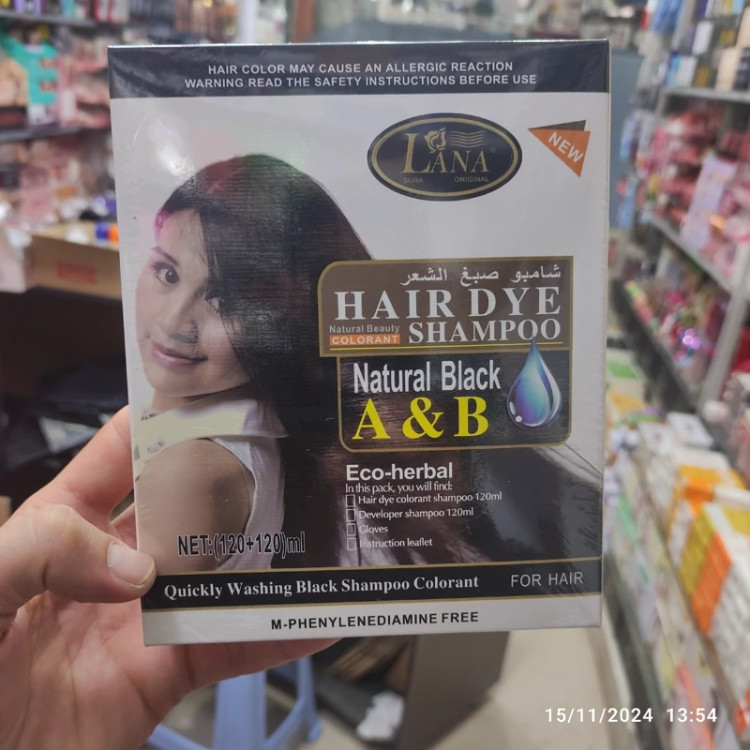 HAIR COLOR MAY CAUSE AN ALLERGIC REACTION
WARNING READ THE SAFETY INSTRUCTIONS BEFORE USE
LANA
SURA ORIGINAL
NEW
شامبو صبغ الشعر
HAIR DYE
Natural Beauty
COLORANT
SHAMPOO
Natural Black
A & B
Eco-herbal
In this pack, you will find:
Hair dye colorant shampoo 120ml
Developer shampoo 120ml
Gloves
Instruction leaflet
NET:(120+120)ml
Quickly Washing Black Shampoo Colorant
FOR HAIR
M-PHENYLENEDIAMINE FREE
15/11/2024 13:54